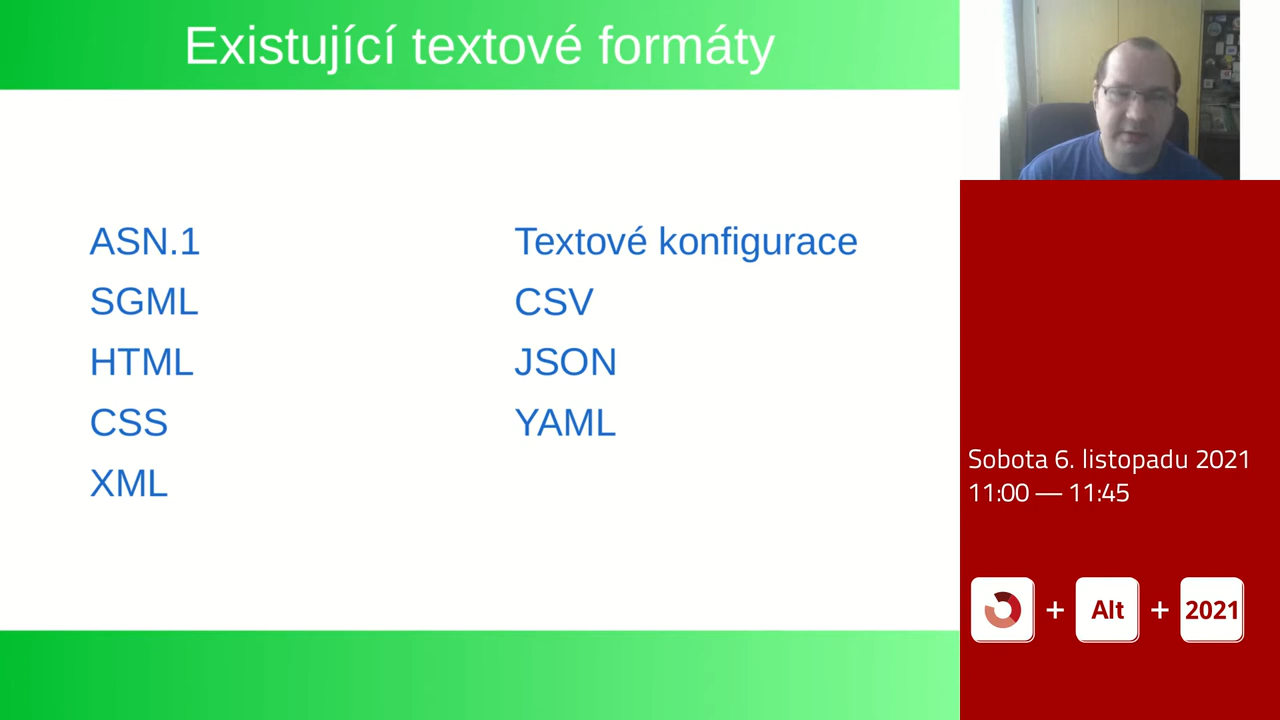 Existující textové formáty
ASN.1
SGML
HTML
CSS
XML
Textové konfigurace
CSV
JSON
YAML
Sobota 6. listopadu 2021
11:00 — 11:45
+ Alt + 2021